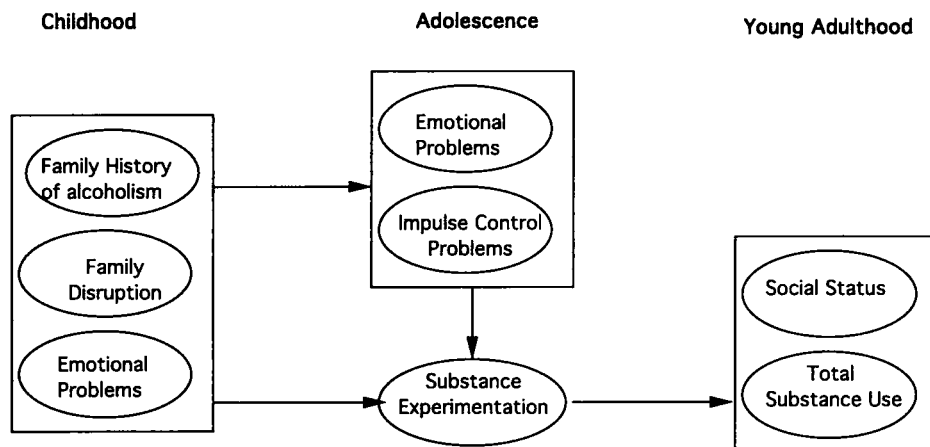 Childhood
Adolescence
Young Adulthood
Family History
of alcoholism
Family
Disruption
Emotional
Problems
Emotional
Problems
Impulse Control
Problems
Substance
Experimentation
Social Status
Total
Substance Use